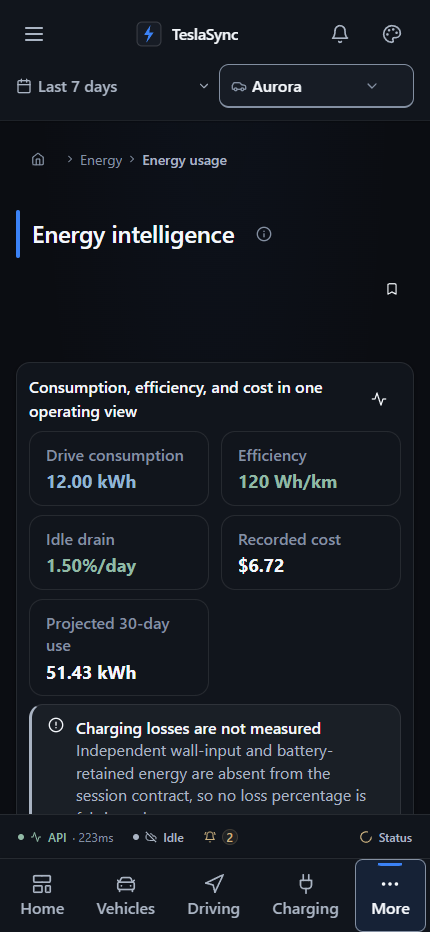 TeslaSync
Last 7 days
Aurora
Energy
Energy usage
Energy intelligence
Consumption, efficiency, and cost in one
operating view
Drive consumption
12.00 kWh
Efficiency
120 Wh/km
Idle drain
1.50%/day
Recorded cost
$6.72
Projected 30-day
use
51.43 kWh
Charging losses are not measured
Independent wall-input and battery-
retained energy are absent from the
session contract, so no loss percentage is
API · 223ms
Idle
2
Status
Home
Vehicles
Driving
Charging
More